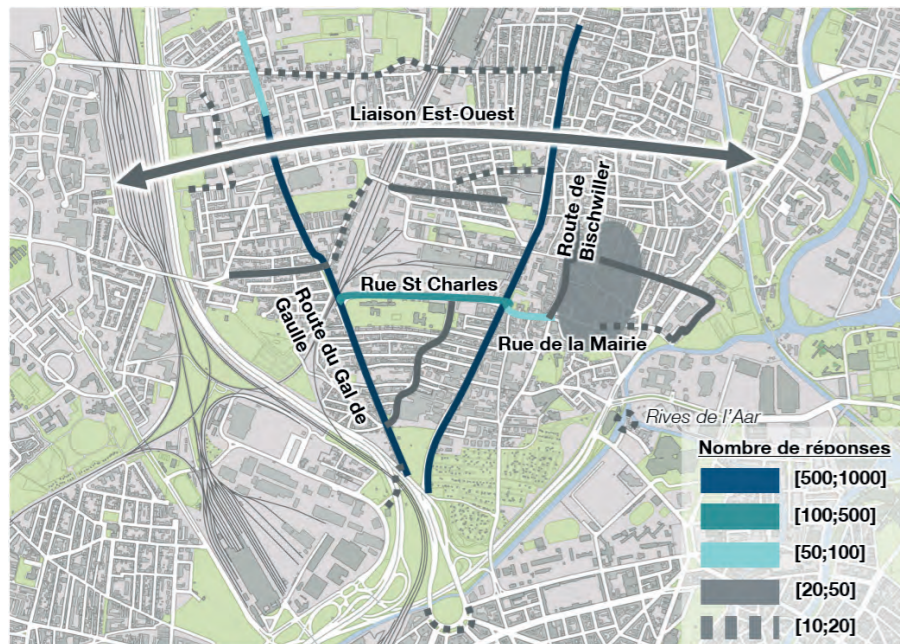 Liaison Est-Ouest
Route de
Bischwiller
Rue St Charles
Route du Gal de
Gaulle
Rue de la Mairie
Rives de l'Aar
Nombre de réponses
[500;1000]
[100;500]
[50;100]
[20;50]
[10;20]